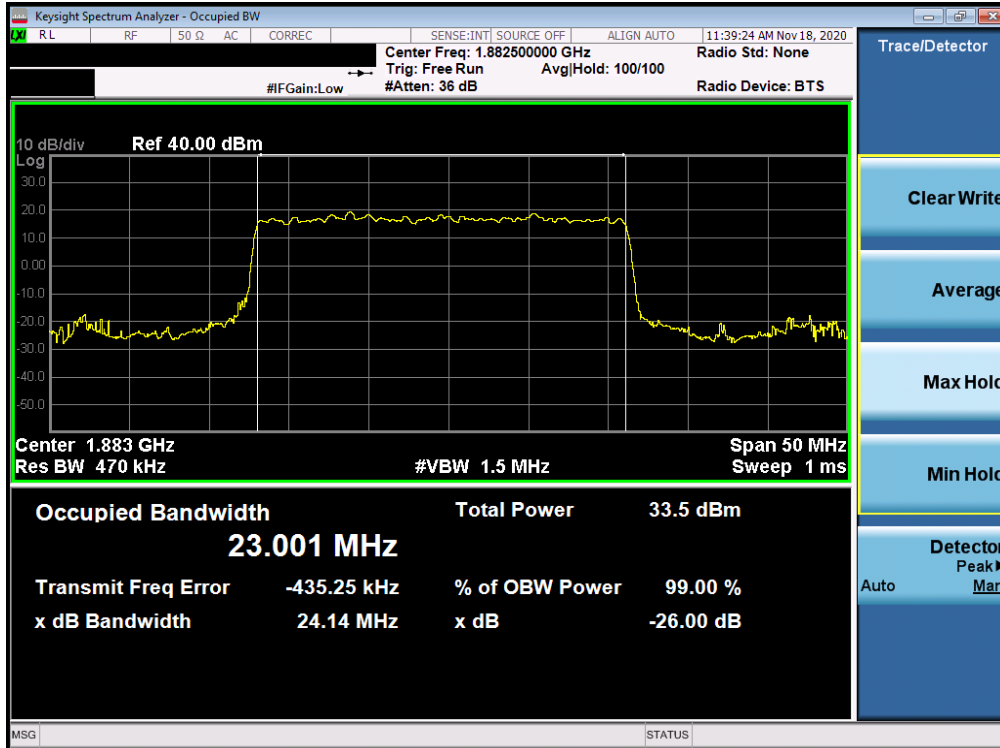 Keysight Spectrum Analyzer - Occupied BW
LXI RL RF 50 Ω AC CORREC SENSE:INT SOURCE OFF ALIGN AUTO 11:39:24 AM Nov 18, 2020
Center Freq: 1.882500000 GHz Radio Std: None
Trig: Free Run Avg|Hold: 100/100
#IFGain:Low #Atten: 36 dB Radio Device: BTS
Trace/Detector
10 dB/div Ref 40.00 dBm
Log
30.0
20.0
10.0
0.00
-10.0
-20.0
-30.0
-40.0
-50.0
Center 1.883 GHz Span 50 MHz
Res BW 470 kHz #VBW 1.5 MHz Sweep 1 ms
Clear Write
Average
Max Hold
Min Hold
Detector
Peak
Auto Man
Occupied Bandwidth Total Power 33.5 dBm
23.001 MHz
Transmit Freq Error -435.25 kHz % of OBW Power 99.00 %
x dB Bandwidth 24.14 MHz x dB -26.00 dB
MSG STATUS